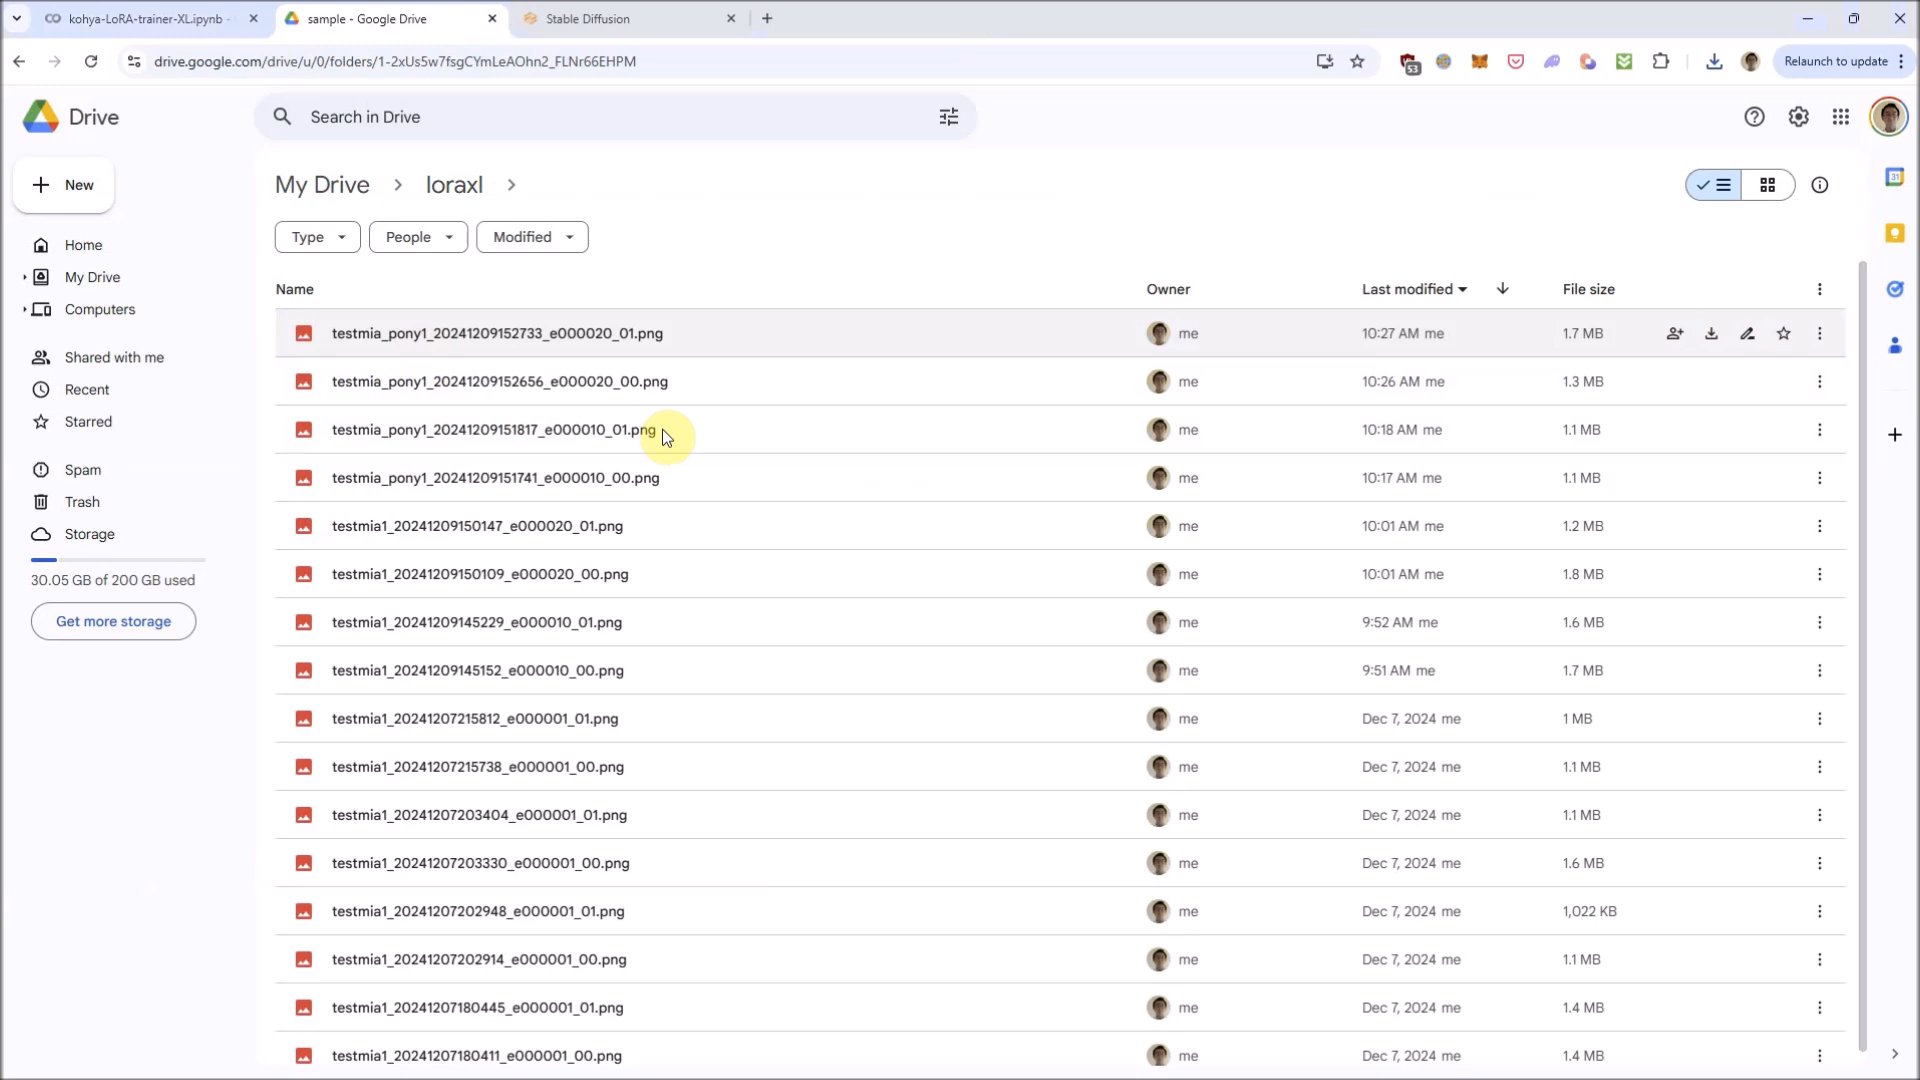 kohya-LoRA-trainer-XL.ipynb -
sample - Google Drive
Stable Diffusion
drive.google.com/drive/u/0/folders/1-2xUs5w7fsgCYmLeAOhn2_FLNr66EHPM
53
Relaunch to update
Drive
Search in Drive
New
My Drive
loraxl
31
Type
People
Modified
Home
My Drive
Computers
Shared with me
Recent
Starred
Spam
Trash
Storage
30.05 GB of 200 GB used
Get more storage
Name Owner Last modified File size
testmia_pony1_20241209152733_e000020_01.png me 10:27 AM me 1.7 MB
testmia_pony1_20241209152656_e000020_00.png me 10:26 AM me 1.3 MB
testmia_pony1_20241209151817_e000010_01.png me 10:18 AM me 1.1 MB
testmia_pony1_20241209151741_e000010_00.png me 10:17 AM me 1.1 MB
testmia1_20241209150147_e000020_01.png me 10:01 AM me 1.2 MB
testmia1_20241209150109_e000020_00.png me 10:01 AM me 1.8 MB
testmia1_20241209145229_e000010_01.png me 9:52 AM me 1.6 MB
testmia1_20241209145152_e000010_00.png me 9:51 AM me 1.7 MB
testmia1_20241207215812_e000001_01.png me Dec 7, 2024 me 1 MB
testmia1_20241207215738_e000001_00.png me Dec 7, 2024 me 1.1 MB
testmia1_20241207203404_e000001_01.png me Dec 7, 2024 me 1.1 MB
testmia1_20241207203330_e000001_00.png me Dec 7, 2024 me 1.6 MB
testmia1_20241207202948_e000001_01.png me Dec 7, 2024 me 1,022 KB
testmia1_20241207202914_e000001_00.png me Dec 7, 2024 me 1.1 MB
testmia1_20241207180445_e000001_01.png me Dec 7, 2024 me 1.4 MB
testmia1_20241207180411_e000001_00.png me Dec 7, 2024 me 1.4 MB